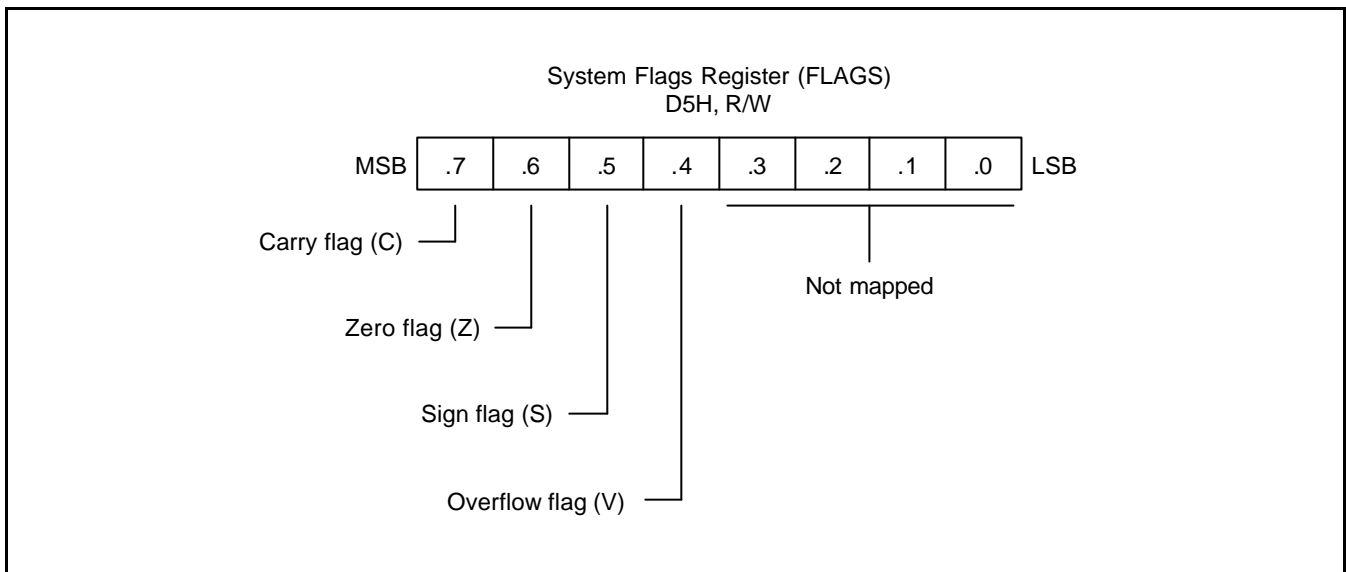 System Flags Register (FLAGS)
D5H, R/W
MSB .7 .6 .5 .4 .3 .2 .1 .0 LSB
Carry flag (C)
Not mapped
Zero flag (Z)
Sign flag (S)
Overflow flag (V)